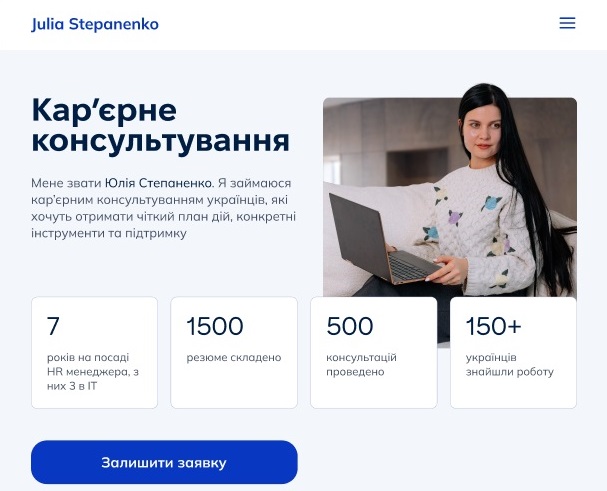 Julia Stepanenko
Кар’єрне
консультування
Мене звати Юлія Степаненко. Я займаюся
кар’єрним консультуванням українців, які
хочуть отримати чіткий план дій, конкретні
інструменти та підтримку
7
років на посаді
HR менеджера, з
них 3 в IT
1500
резюме складено
500
консультацій
проведено
150+
українців
знайшли роботу
Залишити заявку